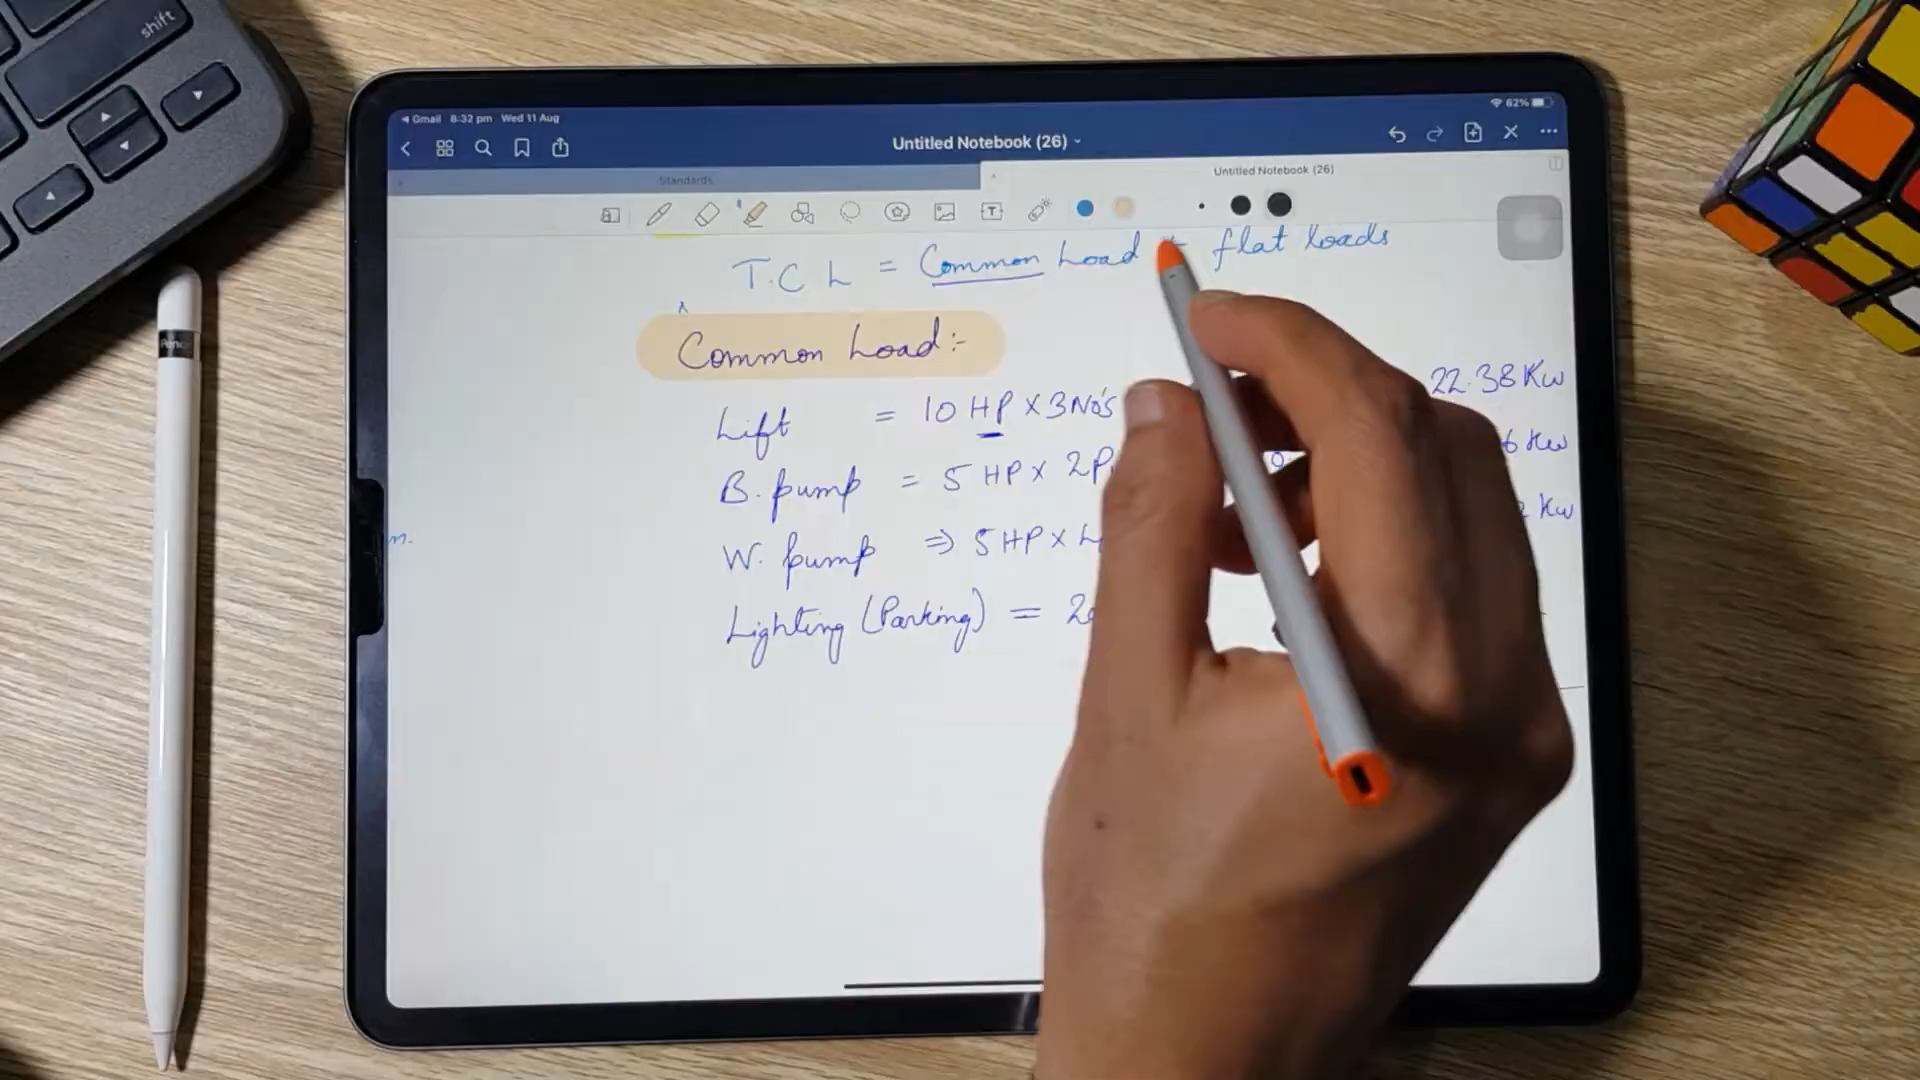 shift
Pencil
Gmail 8:32 pm Wed 11 Aug
62%
Untitled Notebook (26)
Standards
Untitled Notebook (26)
T
T.C L = Common Load + flat loads
Common Load:-
Lift = 10 HP X 3No's 22.38 Kw
B. pump = 5 HP X 2 Kw
W. pump ⇒ 5 HP X Kw
Lighting (Parking) =